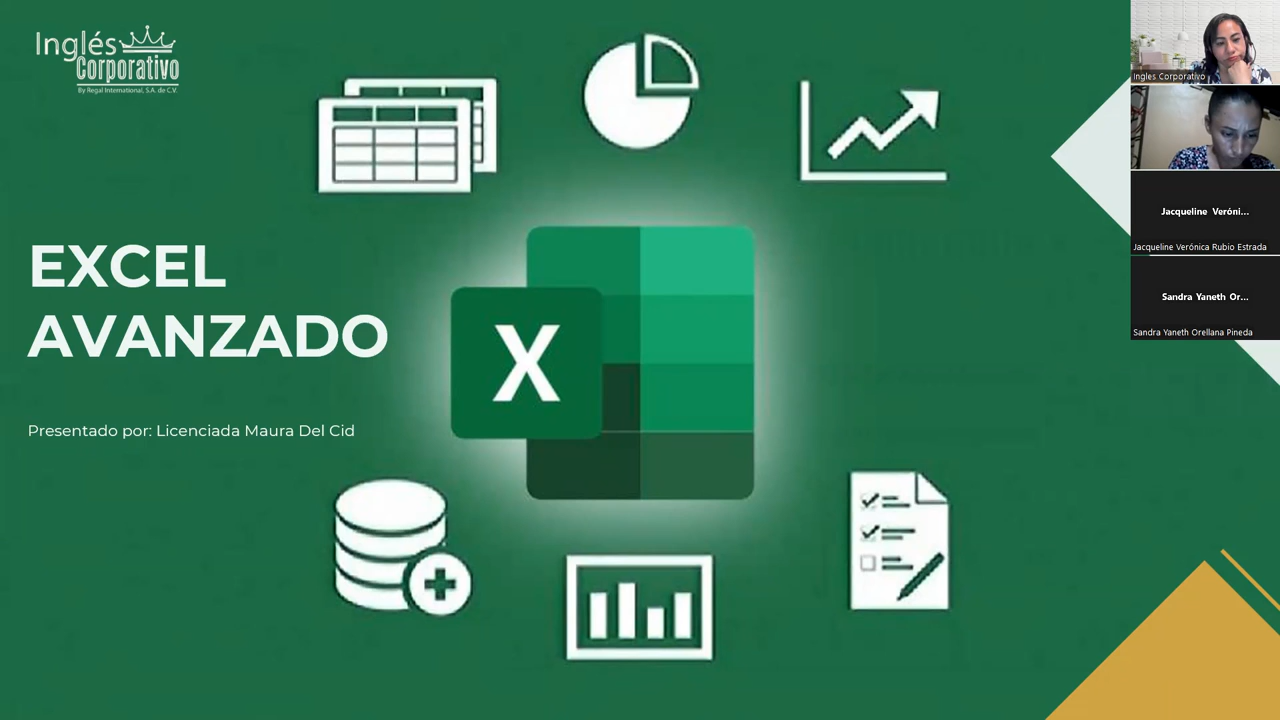 Inglés
Corporativo
By Regal International, S.A. de C.V.
EXCEL
AVANZADO
Presentado por: Licenciada Maura Del Cid
X
Ingles Corporativo
Jacqueline Veróni...
Jacqueline Verónica Rubio Estrada
Sandra Yaneth Or...
Sandra Yaneth Orellana Pineda